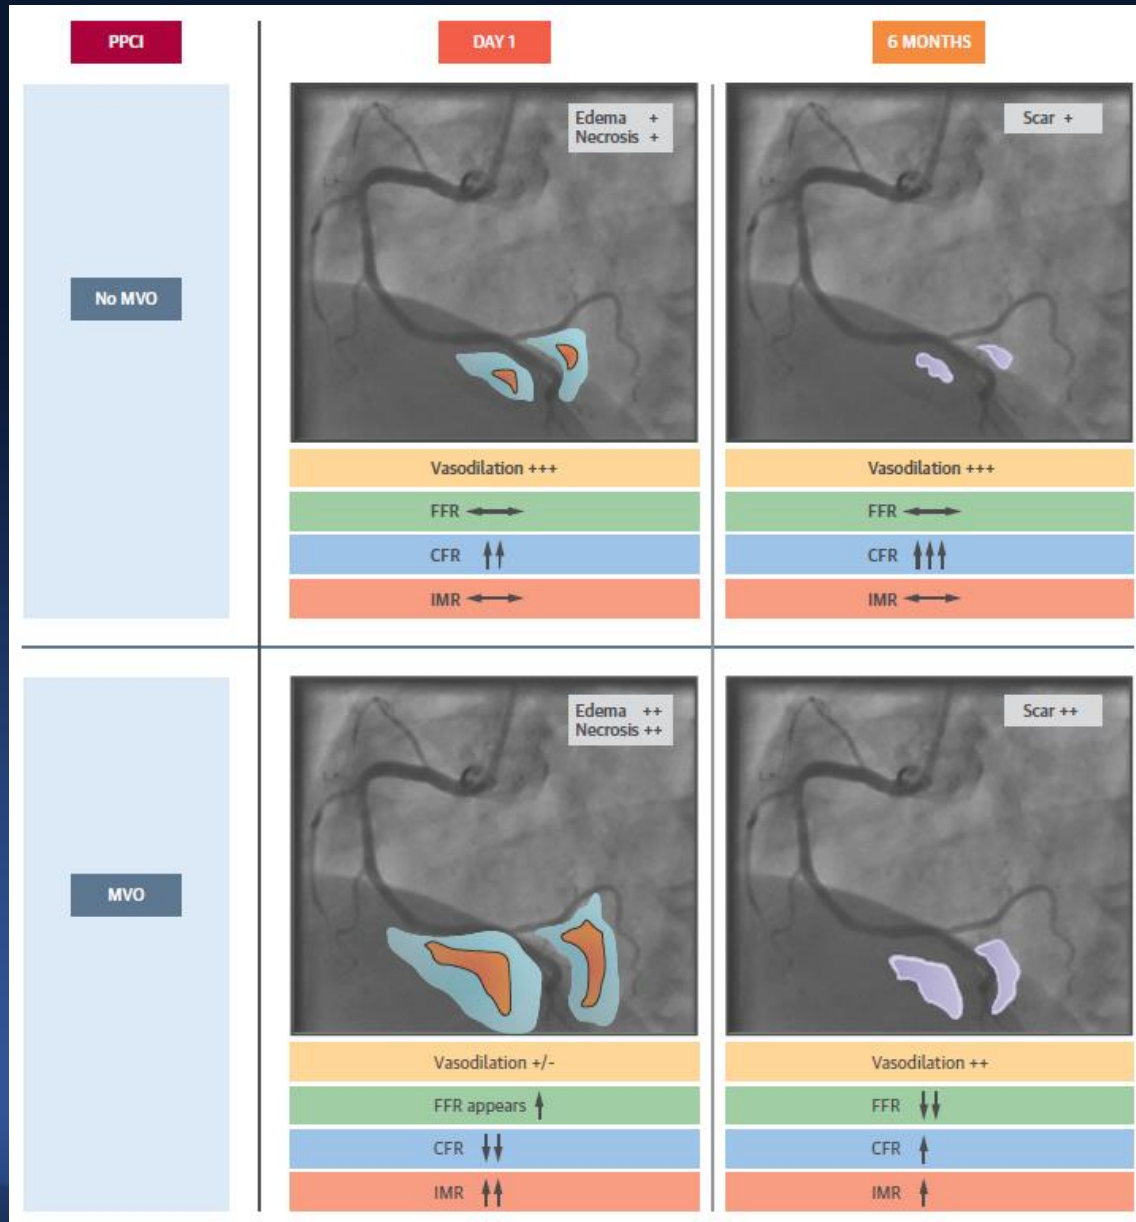 PPCI
DAY 1
6 MONTHS
No MVO
Edema +
Necrosis +
Scar +
Vasodilation +++
FFR ↔
CFR ↑↑
IMR ↔
Vasodilation +++
FFR ↔
CFR ↑↑↑
IMR ↔
MVO
Edema ++
Necrosis ++
Scar ++
Vasodilation +/-
FFR appears ↑
CFR ↓↓
IMR ↑↑
Vasodilation ++
FFR ↓↓
CFR ↑
IMR ↑